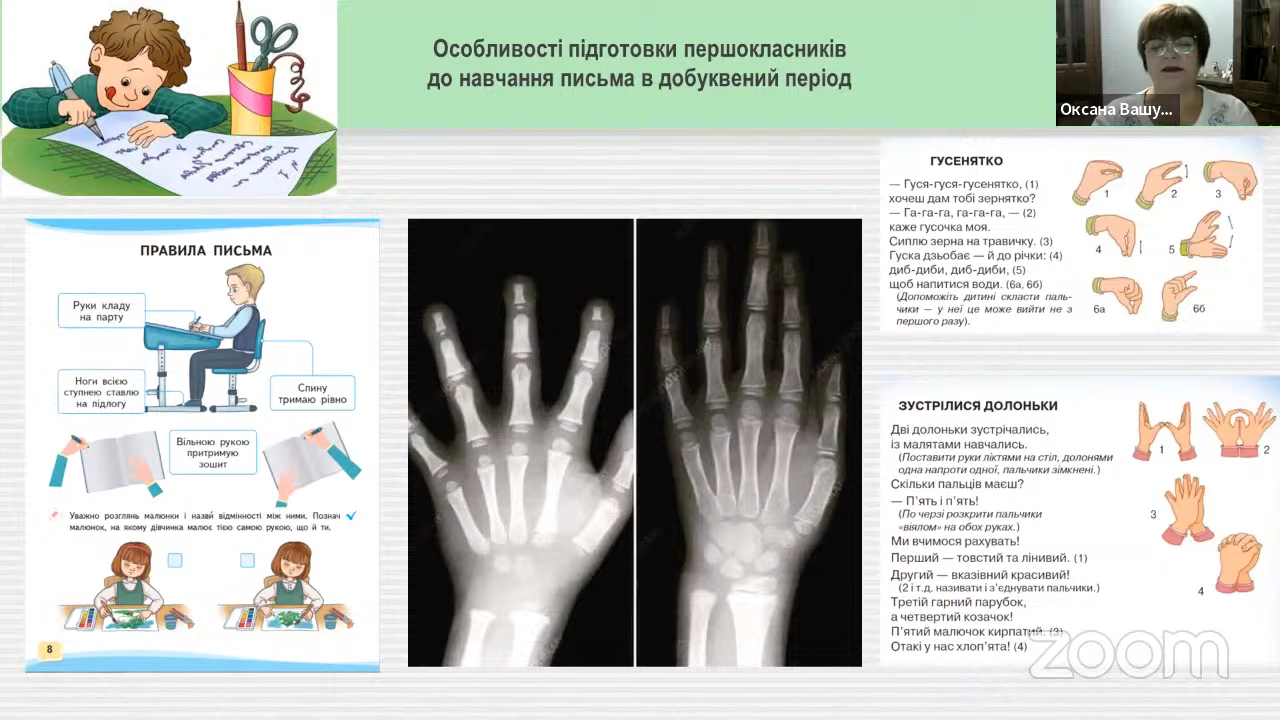 Особливості підготовки першокласників
до навчання письма в добуквений період
Оксана Вашу...
ПРАВИЛА ПИСЬМА
Руки кладу
на парту
Ноги всією
ступнею ставлю
на підлогу
Спину
тримаю рівно
Вільною рукою
притримую
зошит
Уважно розглянь малюнки і назви відмінності між ними. Познач
малюнок, на якому дівчинка малює тією самою рукою, що й ти.
8
ГУСЕНЯТКО
— Гуся-гуся-гусенятко, (1)
хочеш дам тобі зернятко?
— Га-га-га, га-га-га, — (2)
каже гусочка моя.
Сиплю зерна на травичку. (3)
Гуска дзьобає — й до річки: (4)
диб-диби, диб-диби, (5)
щоб напитися води. (6а, 6б)
(Допоможіть дитині скласти паль-
чики — у неї це може вийти не з
першого разу).
1
2
3
4
5
6а
6б
ЗУСТРІЛИСЯ ДОЛОНЬКИ
Дві долоньки зустрічались,
із малятами навчались.
(Поставити руки ліктями на стіл, долонями
одна напроти одної, пальчики зімкнені.)
Скільки пальців маєш?
— П'ять і п'ять!
(По черзі розкрити пальчики
«віялом» на обох руках.)
Ми вчимося рахувать!
Перший — товстий та лінивий. (1)
Другий — вказівний красивий!
(2 і т.д. називати і з'єднувати пальчики.)
Третій гарний парубок,
а четвертий козачок!
П'ятий малючок кирпатий. (3)
Отакі у нас хлоп'ята! (4)
1
2
3
4
zoom